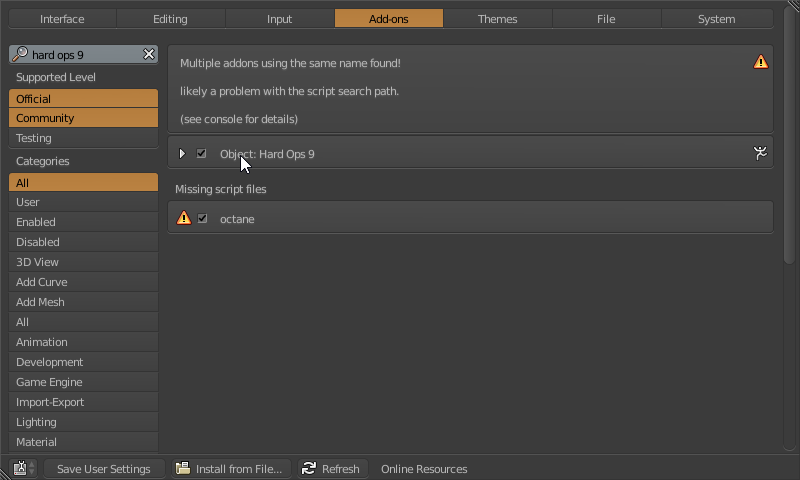 Interface Editing Input Add-ons Themes File System
hard ops 9
Supported Level
Official
Community
Testing
Categories
All
User
Enabled
Disabled
3D View
Add Curve
Add Mesh
All
Animation
Development
Game Engine
Import-Export
Lighting
Material
Multiple addons using the same name found!
likely a problem with the script search path.
(see console for details)
Object: Hard Ops 9
Missing script files
octane
Save User Settings Install from File... Refresh Online Resources